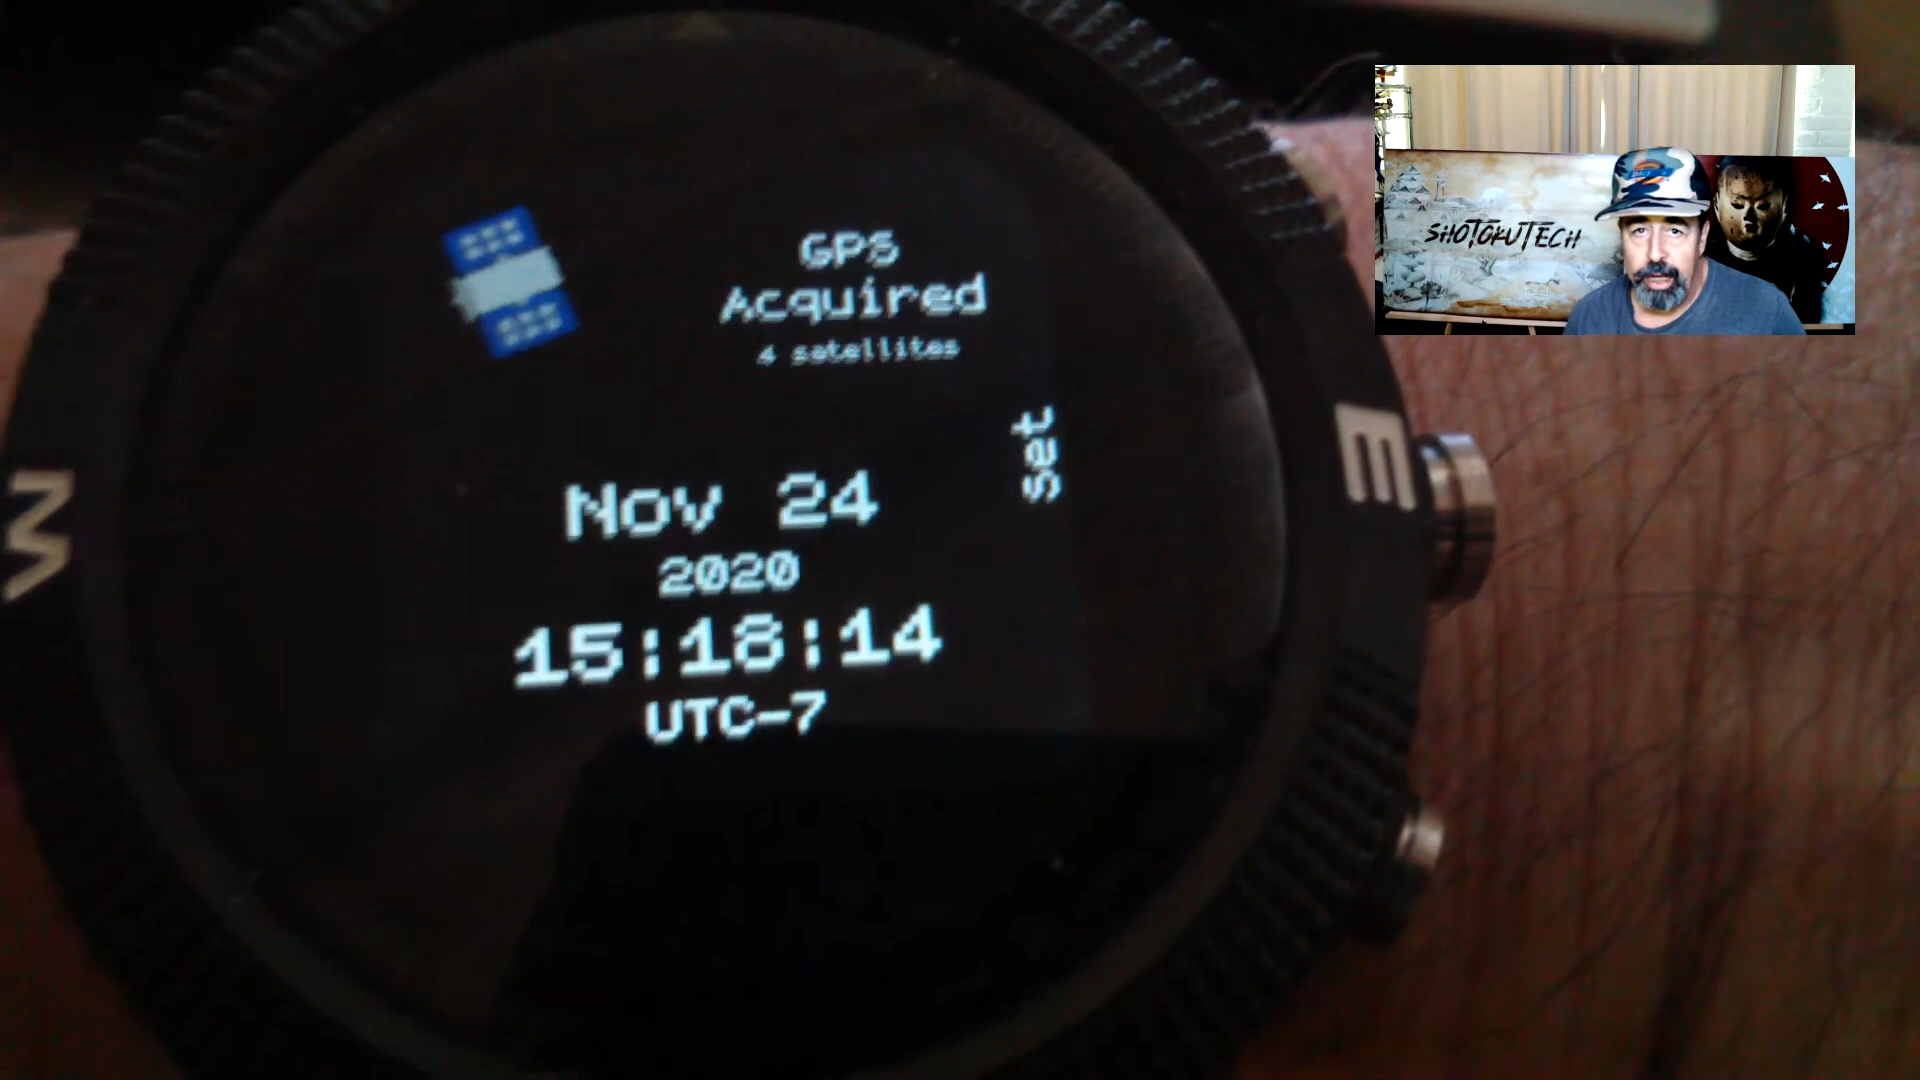 GPS
Acquired
4 satellites
Set
Nov 24
2020
15:18:14
UTC-7
W
E
SHOTOKUTECH